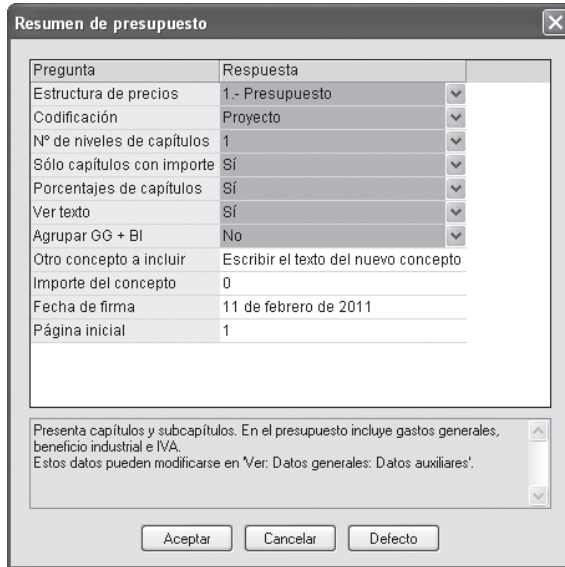 Resumen de presupuesto
Pregunta Respuesta
Estructura de precios 1.- Presupuesto
Codificación Proyecto
Nº de niveles de capítulos 1
Sólo capítulos con importe Sí
Porcentajes de capítulos Sí
Ver texto Sí
Agrupar GG + BI No
Otro concepto a incluir Escribir el texto del nuevo concepto
Importe del concepto 0
Fecha de firma 11 de febrero de 2011
Página inicial 1
Presenta capítulos y subcapítulos. En el presupuesto incluye gastos generales,
beneficio industrial e IVA.
Estos datos pueden modificarse en 'Ver: Datos generales: Datos auxiliares'.
Aceptar Cancelar Defecto